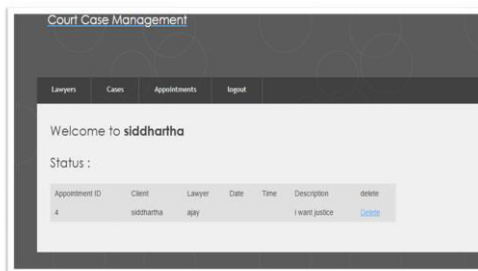 Court Case Management
Lawyers Cases Appointments logout
Welcome to siddhartha
Status :
Appointment ID Client Lawyer Date Time Description delete
4 siddhartha ajay i want justice Delete